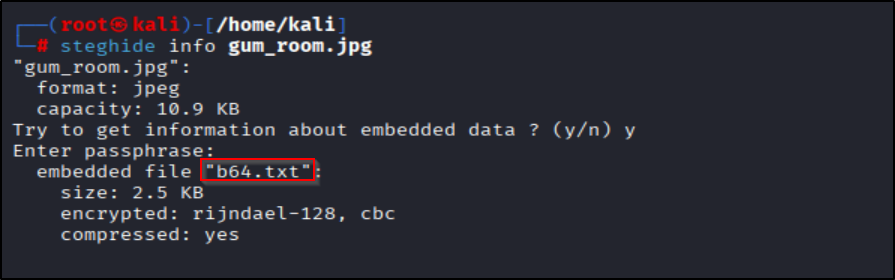 ┌──(root㉿kali)-[/home/kali]
└─# steghide info gum_room.jpg
"gum_room.jpg":
  format: jpeg
  capacity: 10.9 KB
Try to get information about embedded data ? (y/n) y
Enter passphrase:
  embedded file "b64.txt":
    size: 2.5 KB
    encrypted: rijndael-128, cbc
    compressed: yes